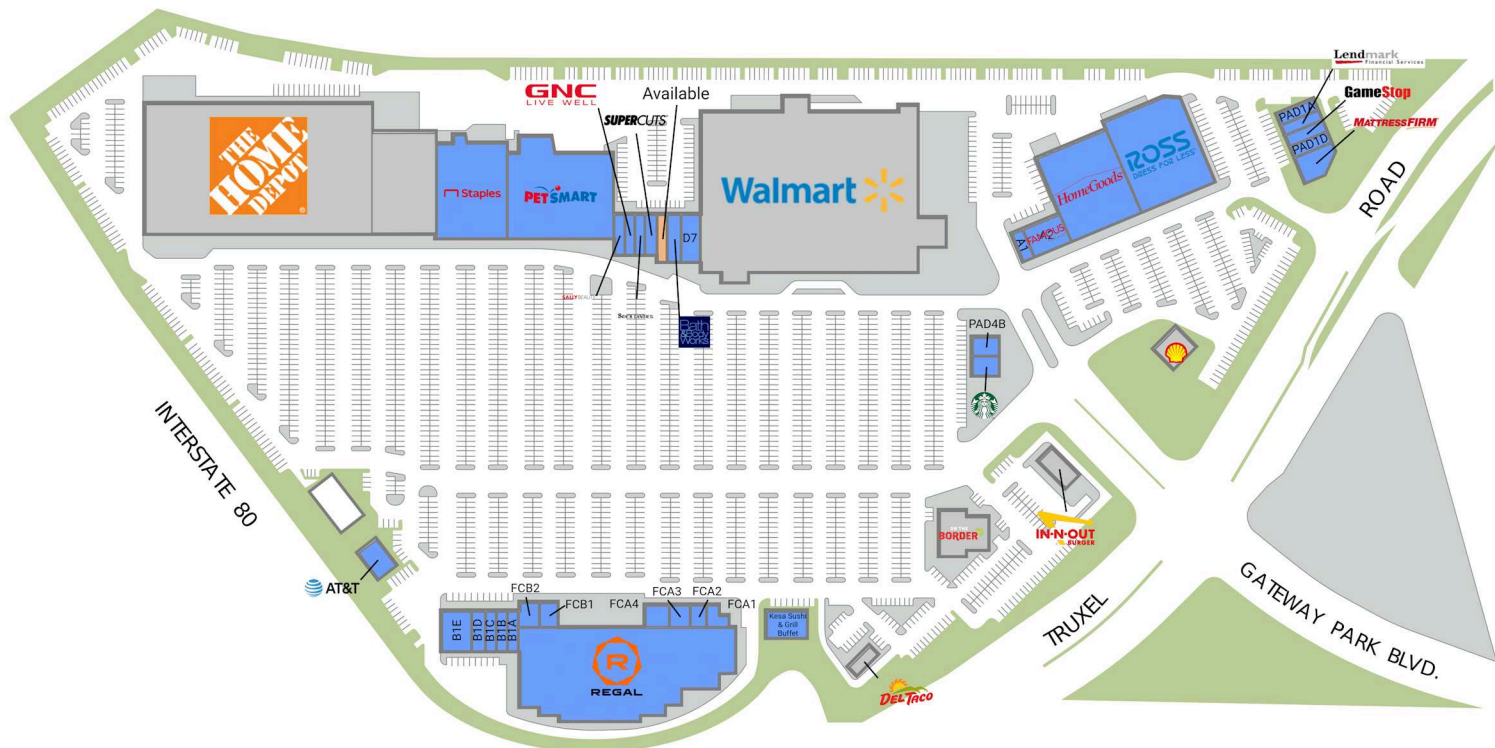 Lendmark
Financial Services
GameStop
MATTRESSFIRM
PAD1A
PAD1D
GNC
LIVE WELL
Available
SUPERCUTS
THE
HOME
DEPOT
Staples
PETSMART
Walmart
ROSS
DRESS FOR LESS
HomeGoods
FAMOUS
A1
A2
D7
ROAD
SALLY BEAUTY
Bath
& Body
Works
PAD4B
INTERSTATE 80
ON THE
BORDER
IN-N-OUT
BURGER
AT&T
FCB2
FCB1
FCA4
FCA3
FCA2
FCA1
B1E
B1D
B1C
B1B
B1A
R
REGAL
Kesa Sushi
& Grill
Buffet
DEL TACO
TRUXEL
GATEWAY PARK BLVD.